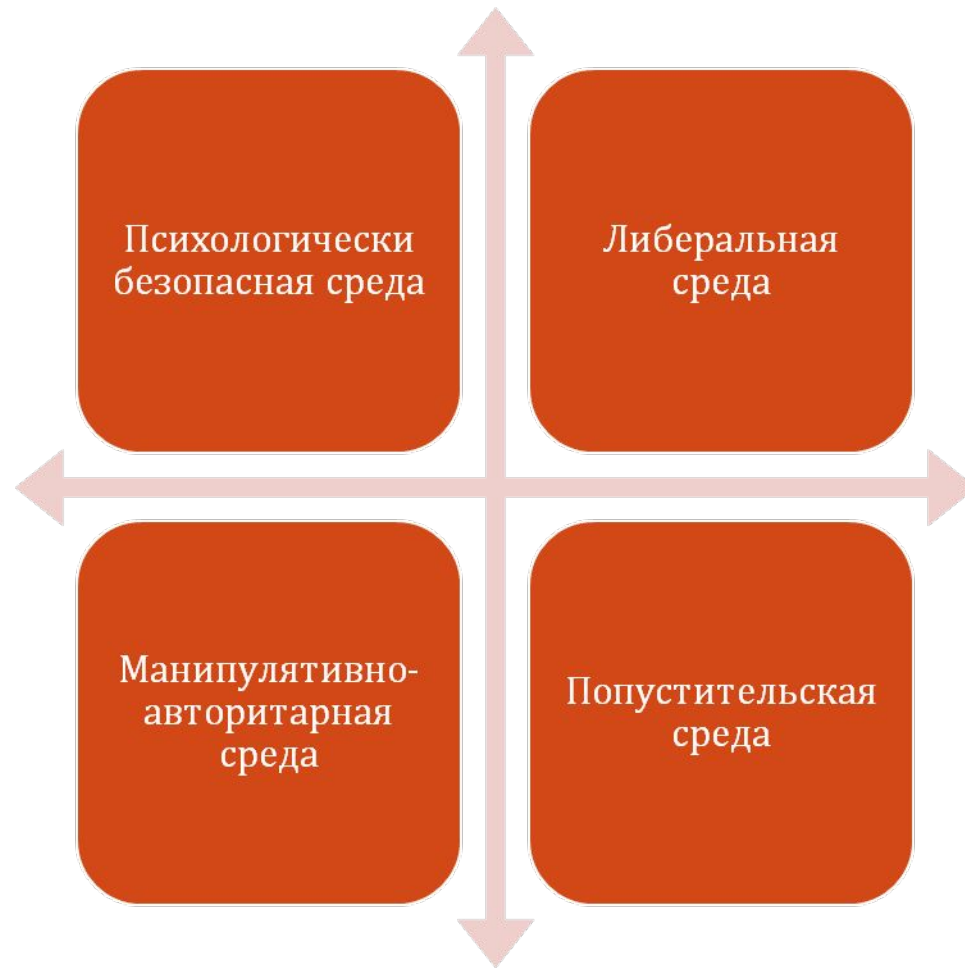 Психологически
безопасная среда
Либеральная
среда
Манипулятивно-
авторитарная
среда
Попустительская
среда